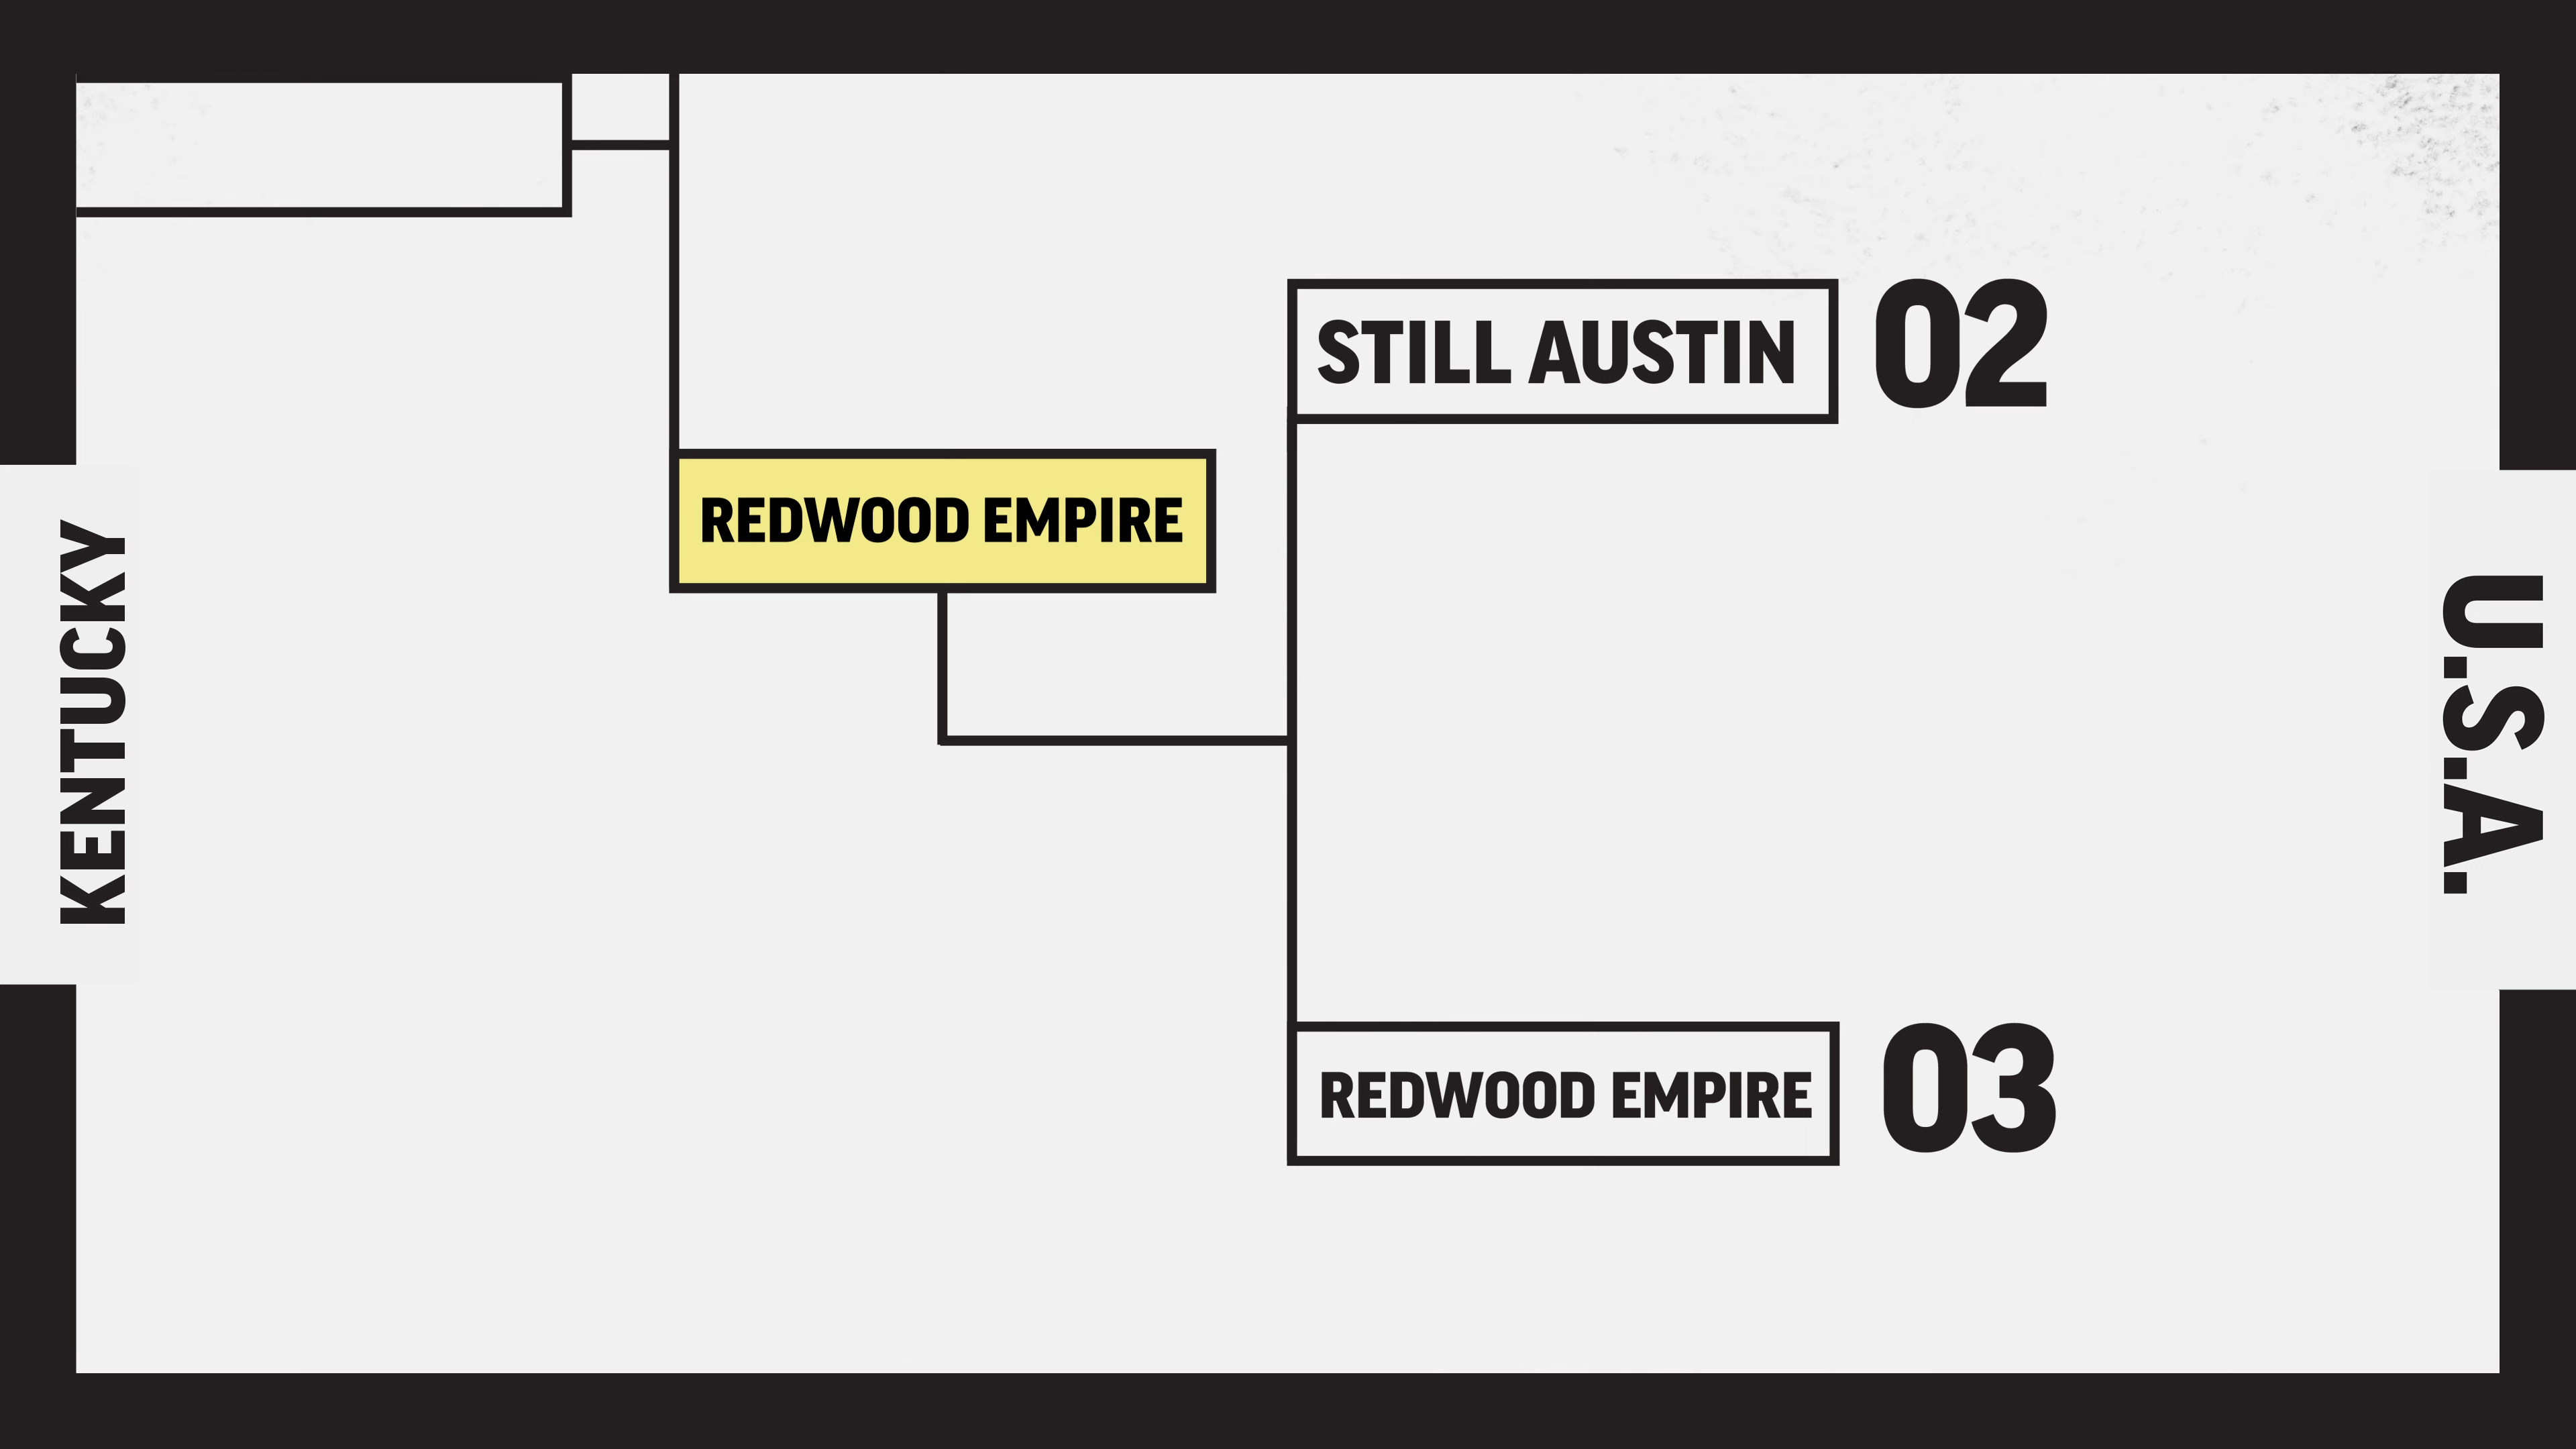 STILL AUSTIN 02
REDWOOD EMPIRE
KENTUCKY
U.S.A.
REDWOOD EMPIRE 03